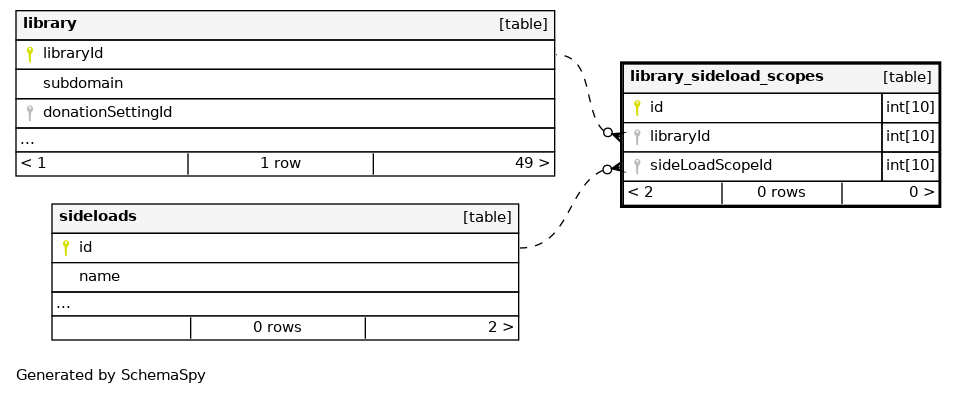 library [table]
libraryId
subdomain
donationSettingId
...
< 1 1 row 49 >
library_sideload_scopes [table]
id int[10]
libraryId int[10]
sideLoadScopeId int[10]
< 2 0 rows 0 >
sideloads [table]
id
name
...
0 rows 2 >
Generated by SchemaSpy